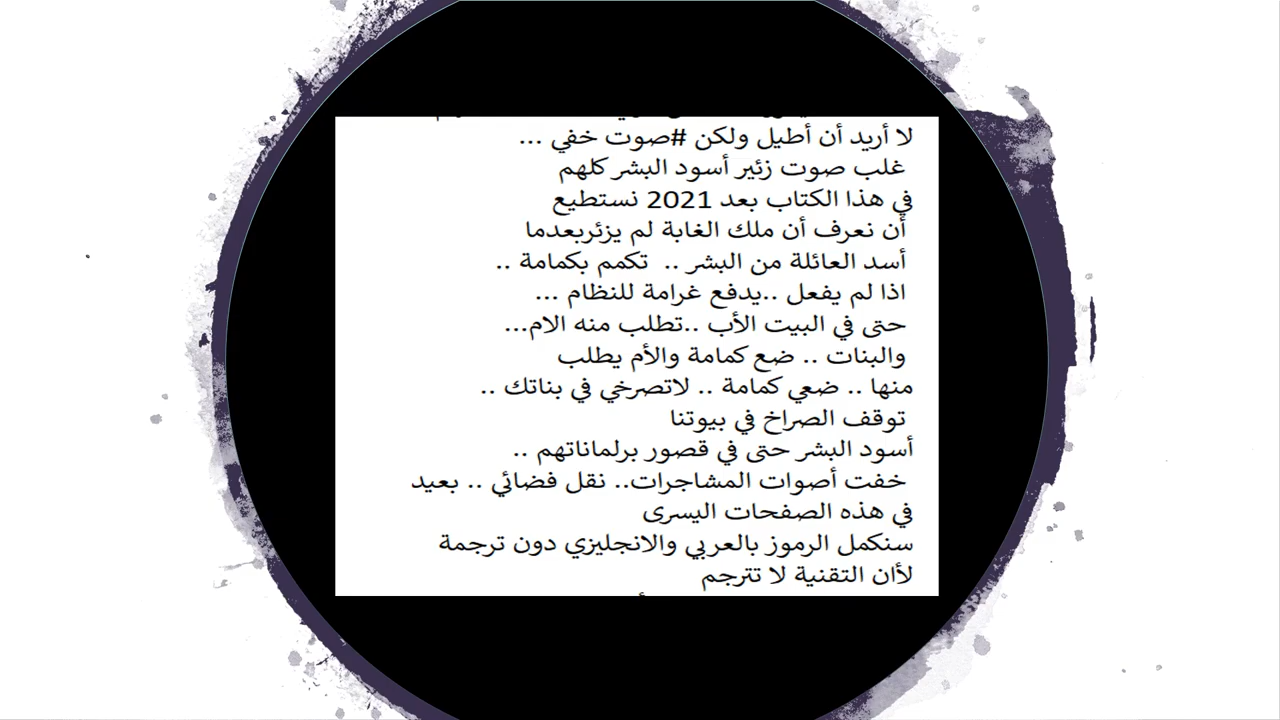 لا أريد أن أطيل ولكن #صوت خفي ...
غلب صوت زئير أسود البشر كلهم
في هذا الكتاب بعد 2021 نستطيع
أن نعرف أن ملك الغابة لم يزئربعدما
أسد العائلة من البشر .. تكمم بكمامة ..
اذا لم يفعل ..يدفع غرامة للنظام ...
حتى في البيت الأب ..تطلب منه الام...
والبنات .. ضع كمامة والأم يطلب
منها .. ضعي كمامة .. لاتصرخي في بناتك ..
توقف الصراخ في بيوتنا
أسود البشر حتى في قصور برلماناتهم ..
خفت أصوات المشاجرات.. نقل فضائي .. بعيد
في هذه الصفحات اليسرى
سنكمل الرموز بالعربي والانجليزي دون ترجمة
لأان التقنية لا تترجم